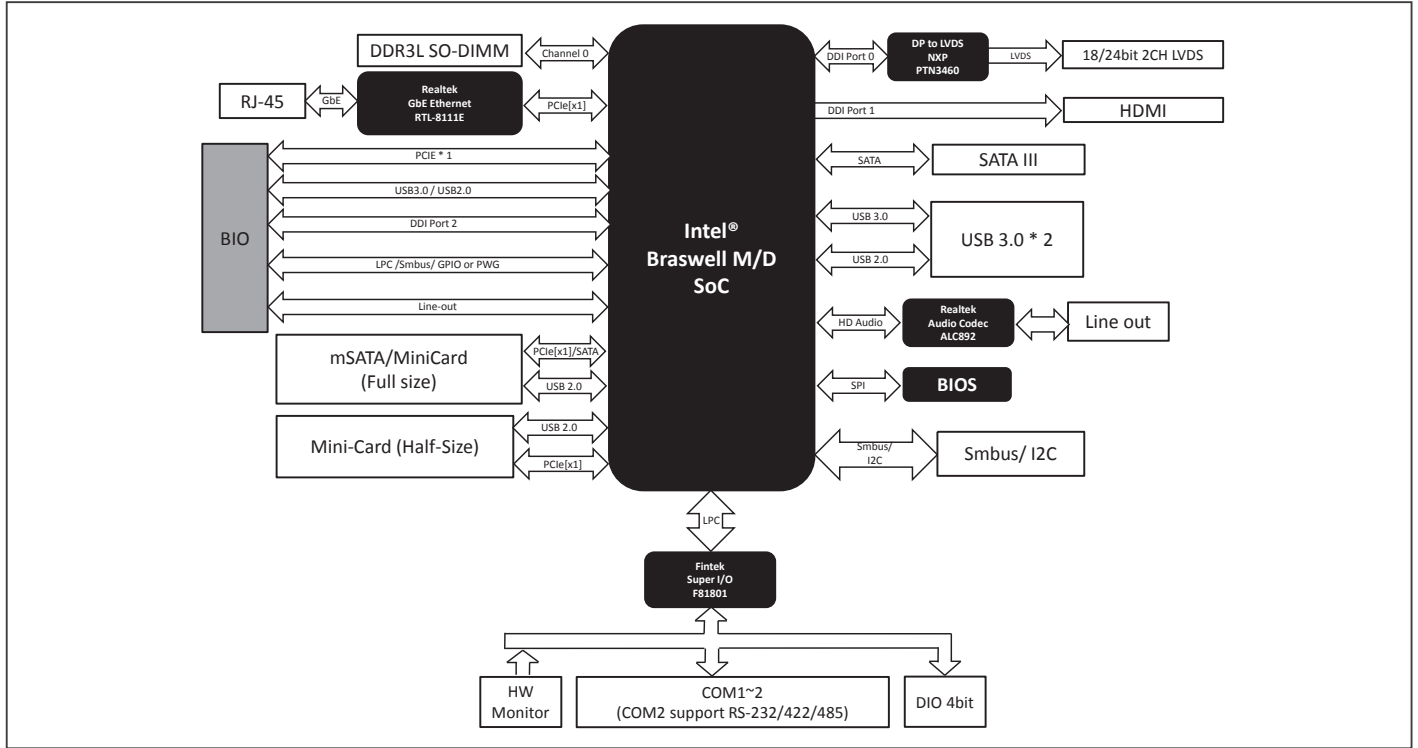 DDR3L SO-DIMM
Channel 0
RJ-45
GbE
Realtek
GbE Ethernet
RTL-8111E
PCIe[x1]
BIO
PCIE * 1
USB3.0 / USB2.0
DDI Port 2
LPC /Smbus/ GPIO or PWG
Line-out
mSATA/MiniCard
(Full size)
PCIe[x1]/SATA
USB 2.0
Mini-Card (Half-Size)
USB 2.0
PCIe[x1]
Intel®
Braswell M/D
SoC
DDI Port 0
DP to LVDS
NXP
PTN3460
LVDS
18/24bit 2CH LVDS
DDI Port 1
HDMI
SATA
SATA III
USB 3.0
USB 2.0
USB 3.0 * 2
HD Audio
Realtek
Audio Codec
ALC892
Line out
SPI
BIOS
Smbus/
I2C
Smbus/ I2C
LPC
Fintek
Super I/O
F81801
HW
Monitor
COM1~2
(COM2 support RS-232/422/485)
DIO 4bit